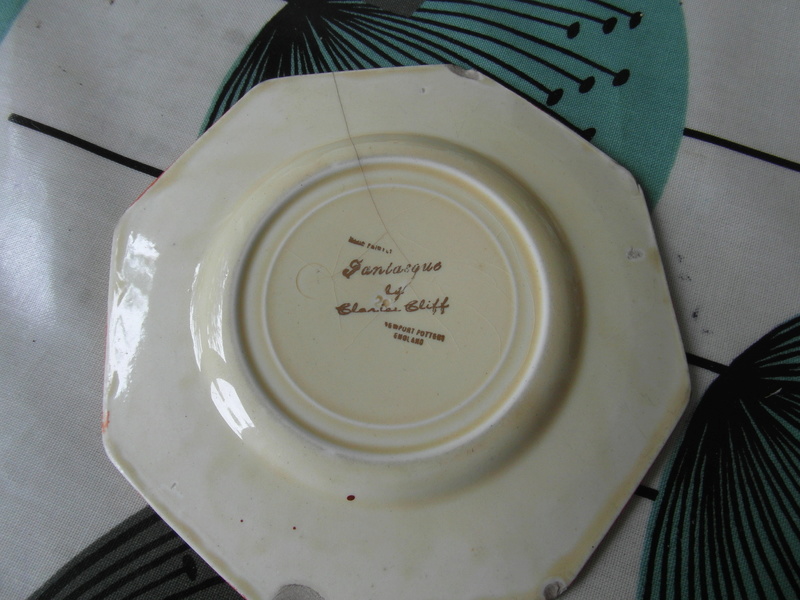 HAND PAINTED
Fantasque
by
Clarice Cliff
NEWPORT POTTERY
ENGLAND